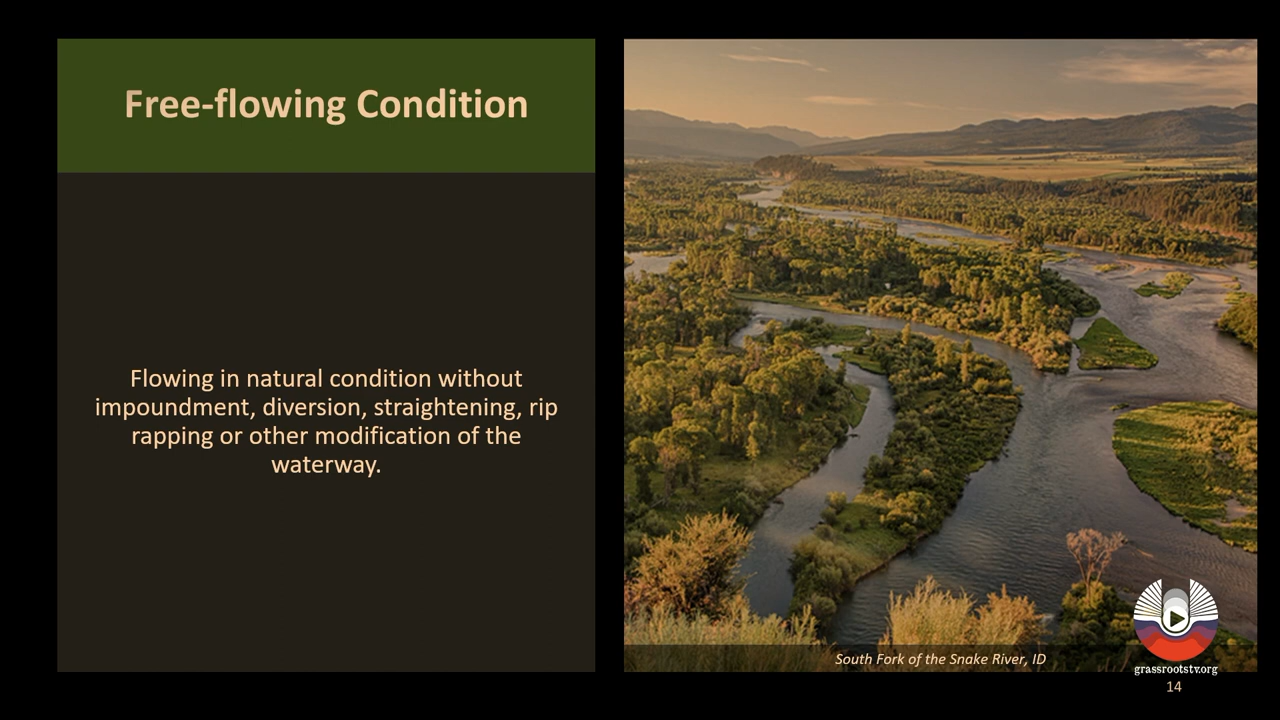 Free-flowing Condition
Flowing in natural condition without
impoundment, diversion, straightening, rip
rapping or other modification of the
waterway.
South Fork of the Snake River, ID
grassrootstv.org
14